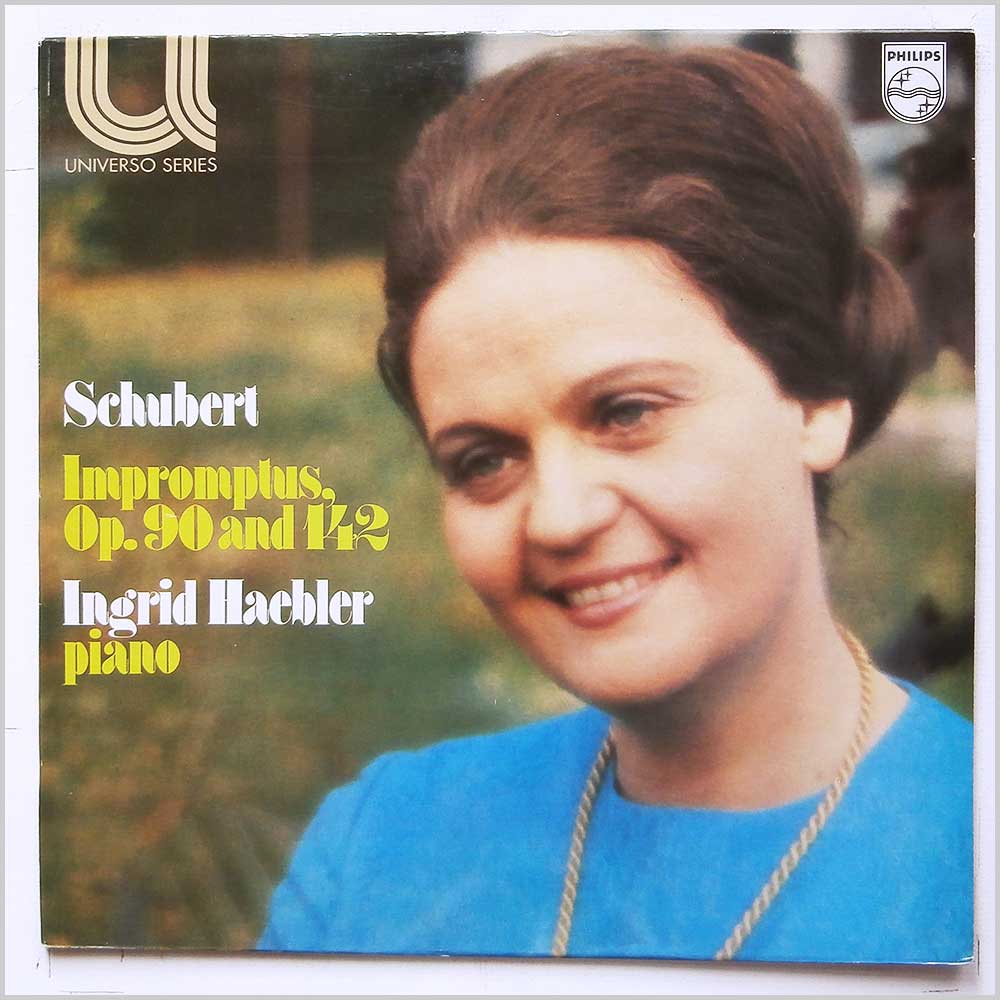 UNIVERSO SERIES
PHILIPS
Schubert
Impromptus,
Op. 90 and 142
Ingrid Haebler
piano